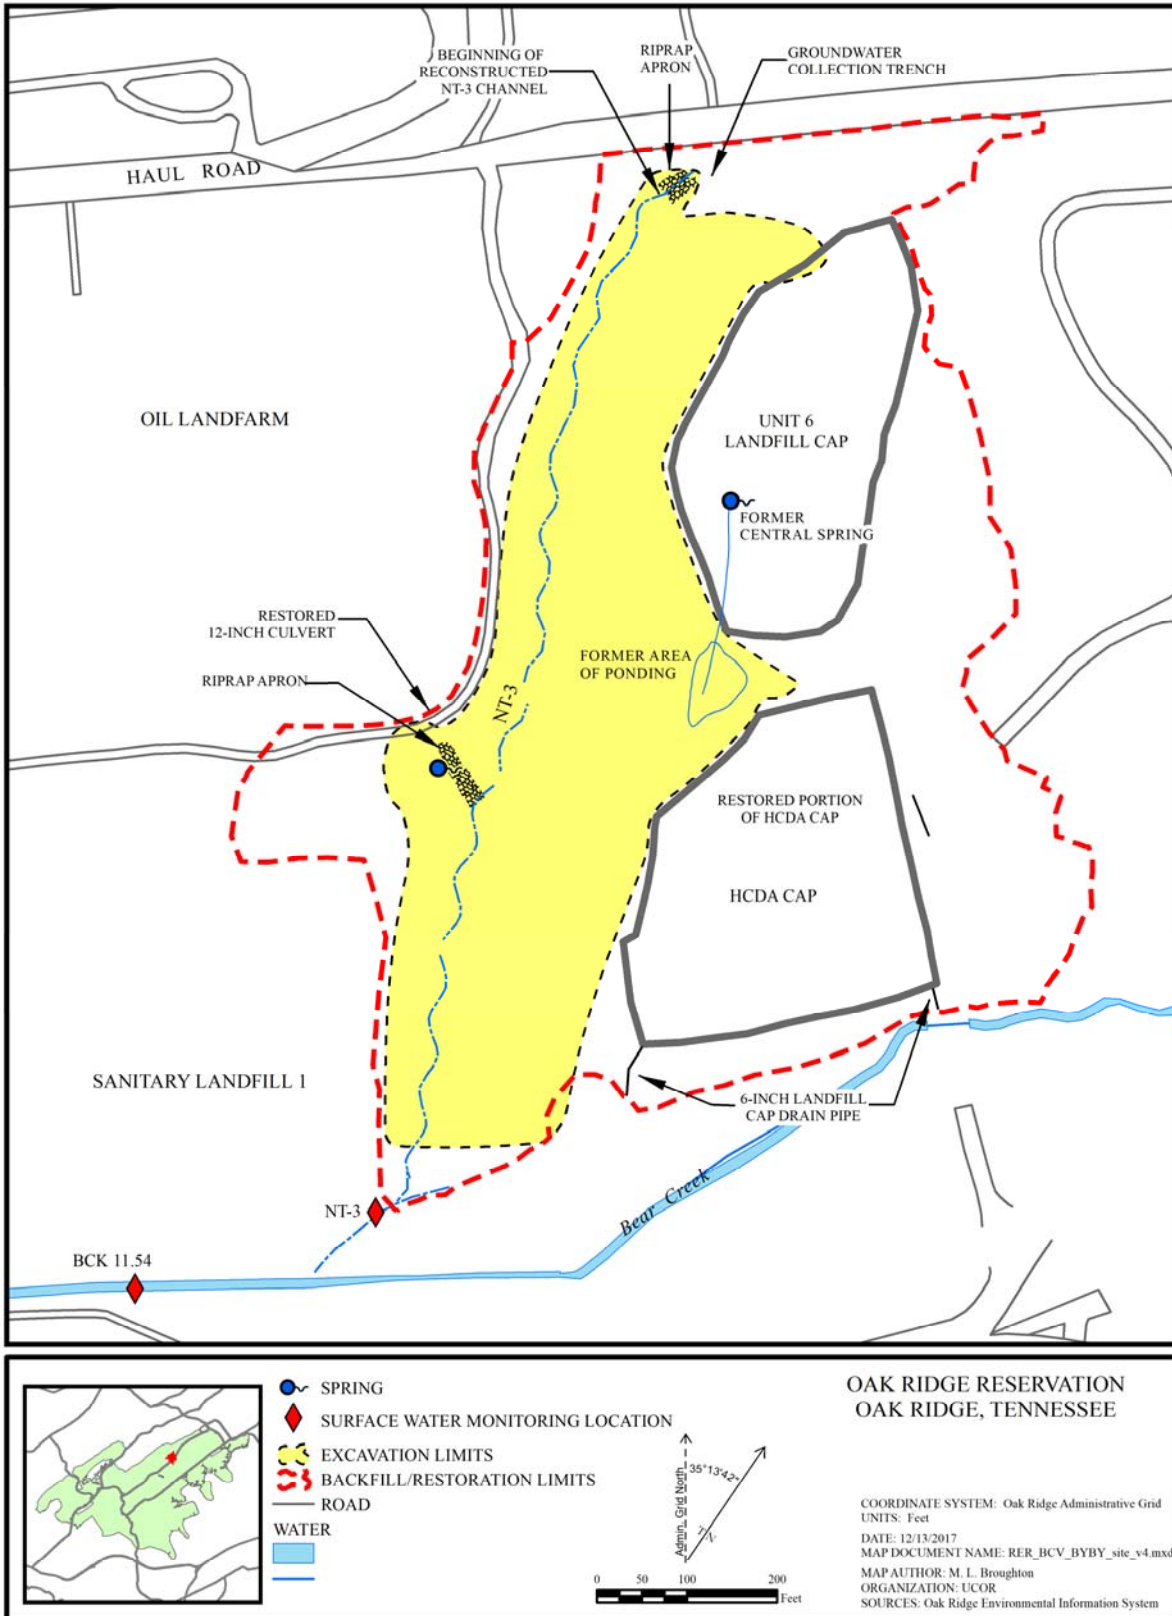 BEGINNING OF
RECONSTRUCTED
NT-3 CHANNEL
RIPRAP
APRON
GROUNDWATER
COLLECTION TRENCH
HAUL ROAD
OIL LANDFARM
UNIT 6
LANDFILL CAP
FORMER
CENTRAL SPRING
RESTORED
12-INCH CULVERT
FORMER AREA
OF PONDING
RIPRAP APRON
NT-3
RESTORED PORTION
OF HCDA CAP
HCDA CAP
SANITARY LANDFILL 1
6-INCH LANDFILL
CAP DRAIN PIPE
Bear Creek
NT-3
BCK 11.54
SPRING
SURFACE WATER MONITORING LOCATION
EXCAVATION LIMITS
BACKFILL/RESTORATION LIMITS
ROAD
WATER
Admin. Grid North
35°13'42"
TN
0 50 100 200
Feet
OAK RIDGE RESERVATION
OAK RIDGE, TENNESSEE
COORDINATE SYSTEM: Oak Ridge Administrative Grid
UNITS: Feet
DATE: 12/13/2017
MAP DOCUMENT NAME: RER_BCV_BYBY_site_v4.mxd
MAP AUTHOR: M. L. Broughton
ORGANIZATION: UCOR
SOURCES: Oak Ridge Environmental Information System